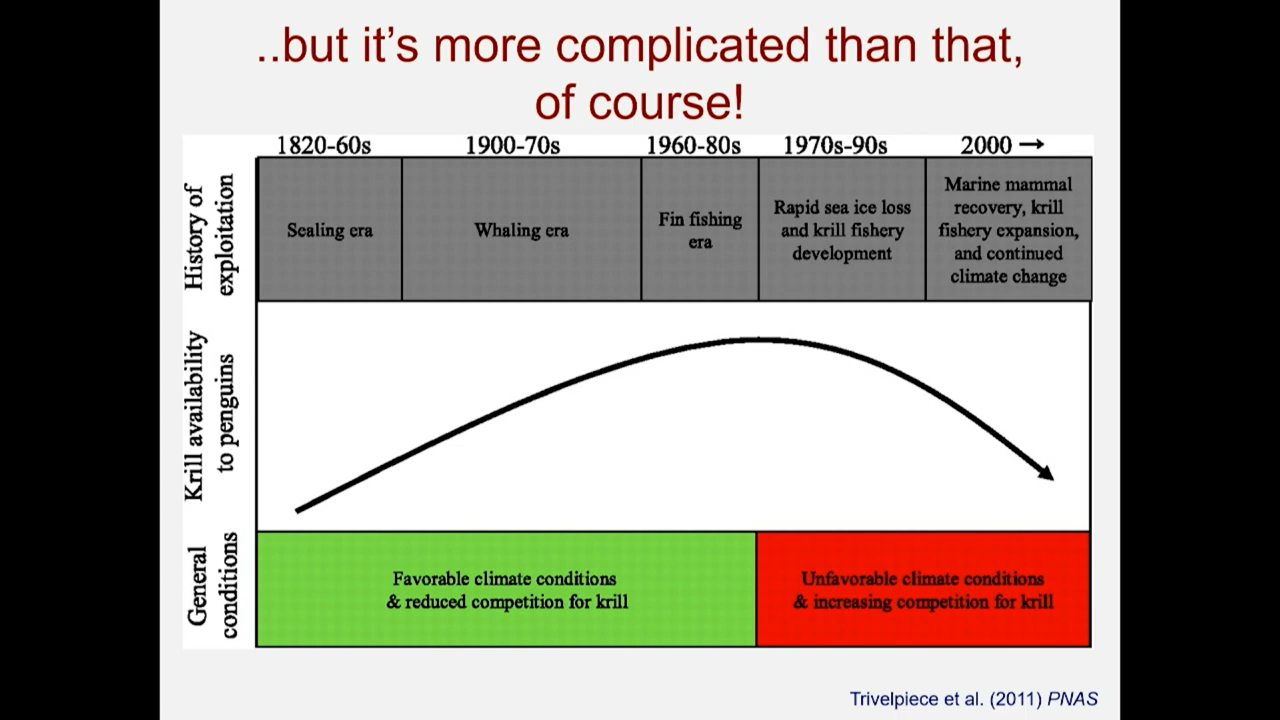 ..but it's more complicated than that,
of course!
1820-60s
1900-70s
1960-80s
1970s-90s
2000 →
History of
exploitation
Sealing era
Whaling era
Fin fishing
era
Rapid sea ice loss
and krill fishery
development
Marine mammal
recovery, krill
fishery expansion,
and continued
climate change
Krill availability
to penguins
General
conditions
Favorable climate conditions
& reduced competition for krill
Unfavorable climate conditions
& increasing competition for krill
Trivelpiece et al. (2011) PNAS